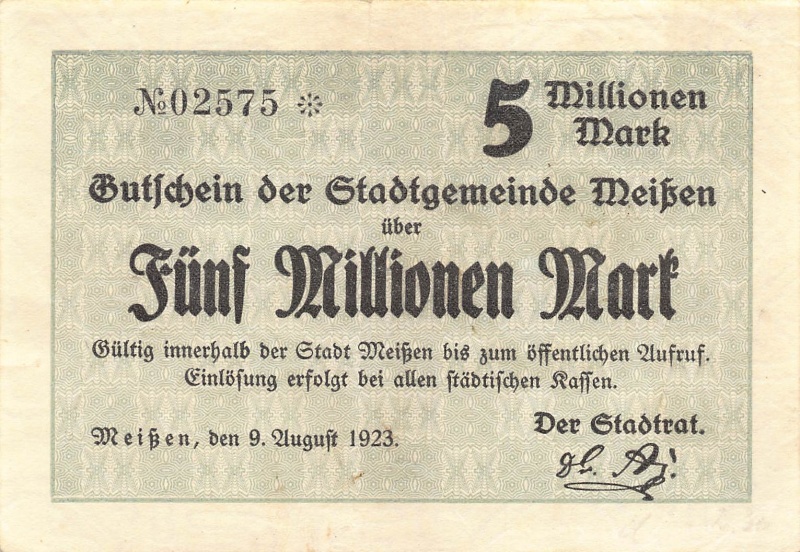 №02575 ※
5 Millionen
Mark
Gutschein der Stadtgemeinde Meißen
über
Fünf Millionen Mark
Gültig innerhalb der Stadt Meißen bis zum öffentlichen Aufruf.
Einlösung erfolgt bei allen städtischen Kassen.
Der Stadtrat.
Meißen, den 9. August 1923.